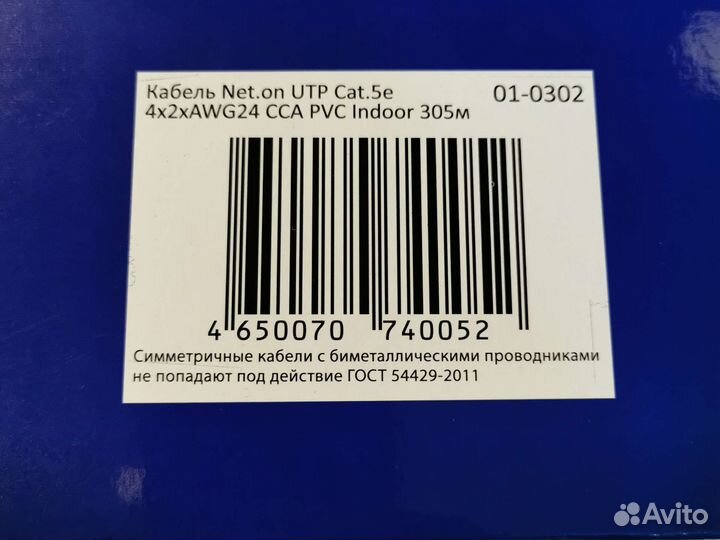 Кабель Net.on UTP Cat.5e 01-0302
4x2xAWG24 CCA PVC Indoor 305м
4 650070 740052
Симметричные кабели с биметаллическими проводниками
не попадают под действие ГОСТ 54429-2011
Avito